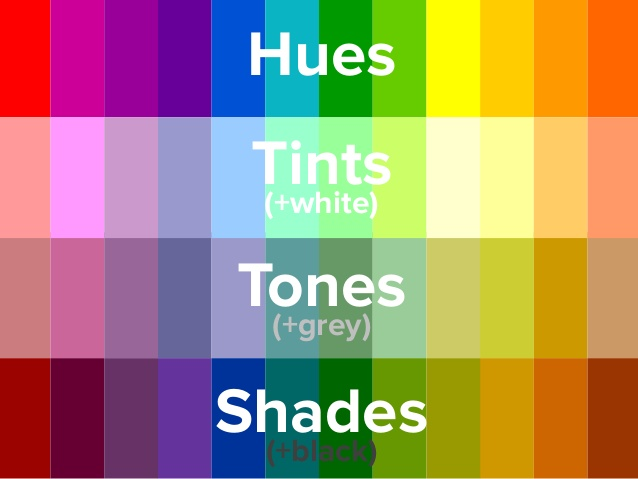 Hues
Tints
(+white)
Tones
(+grey)
Shades
(+black)